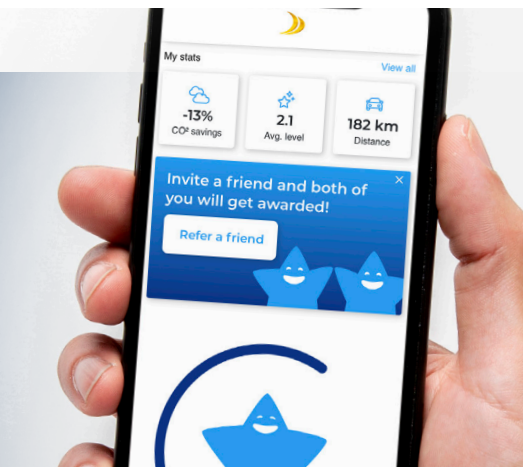 My stats
View all
-13%
CO² savings
2.1
Avg. level
182 km
Distance
Invite a friend and both of
you will get awarded!
Refer a friend